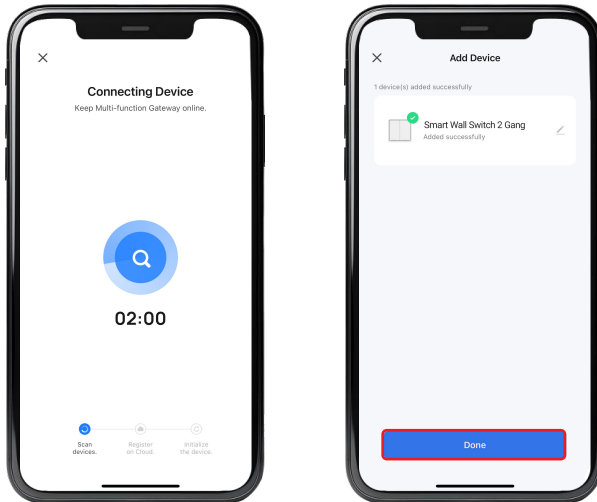 Connecting Device
Keep Multi-function Gateway online.
02:00
Scan
devices.
Register
on Cloud.
Initialize
the device.
Add Device
1 device(s) added successfully
Smart Wall Switch 2 Gang
Added successfully
Done